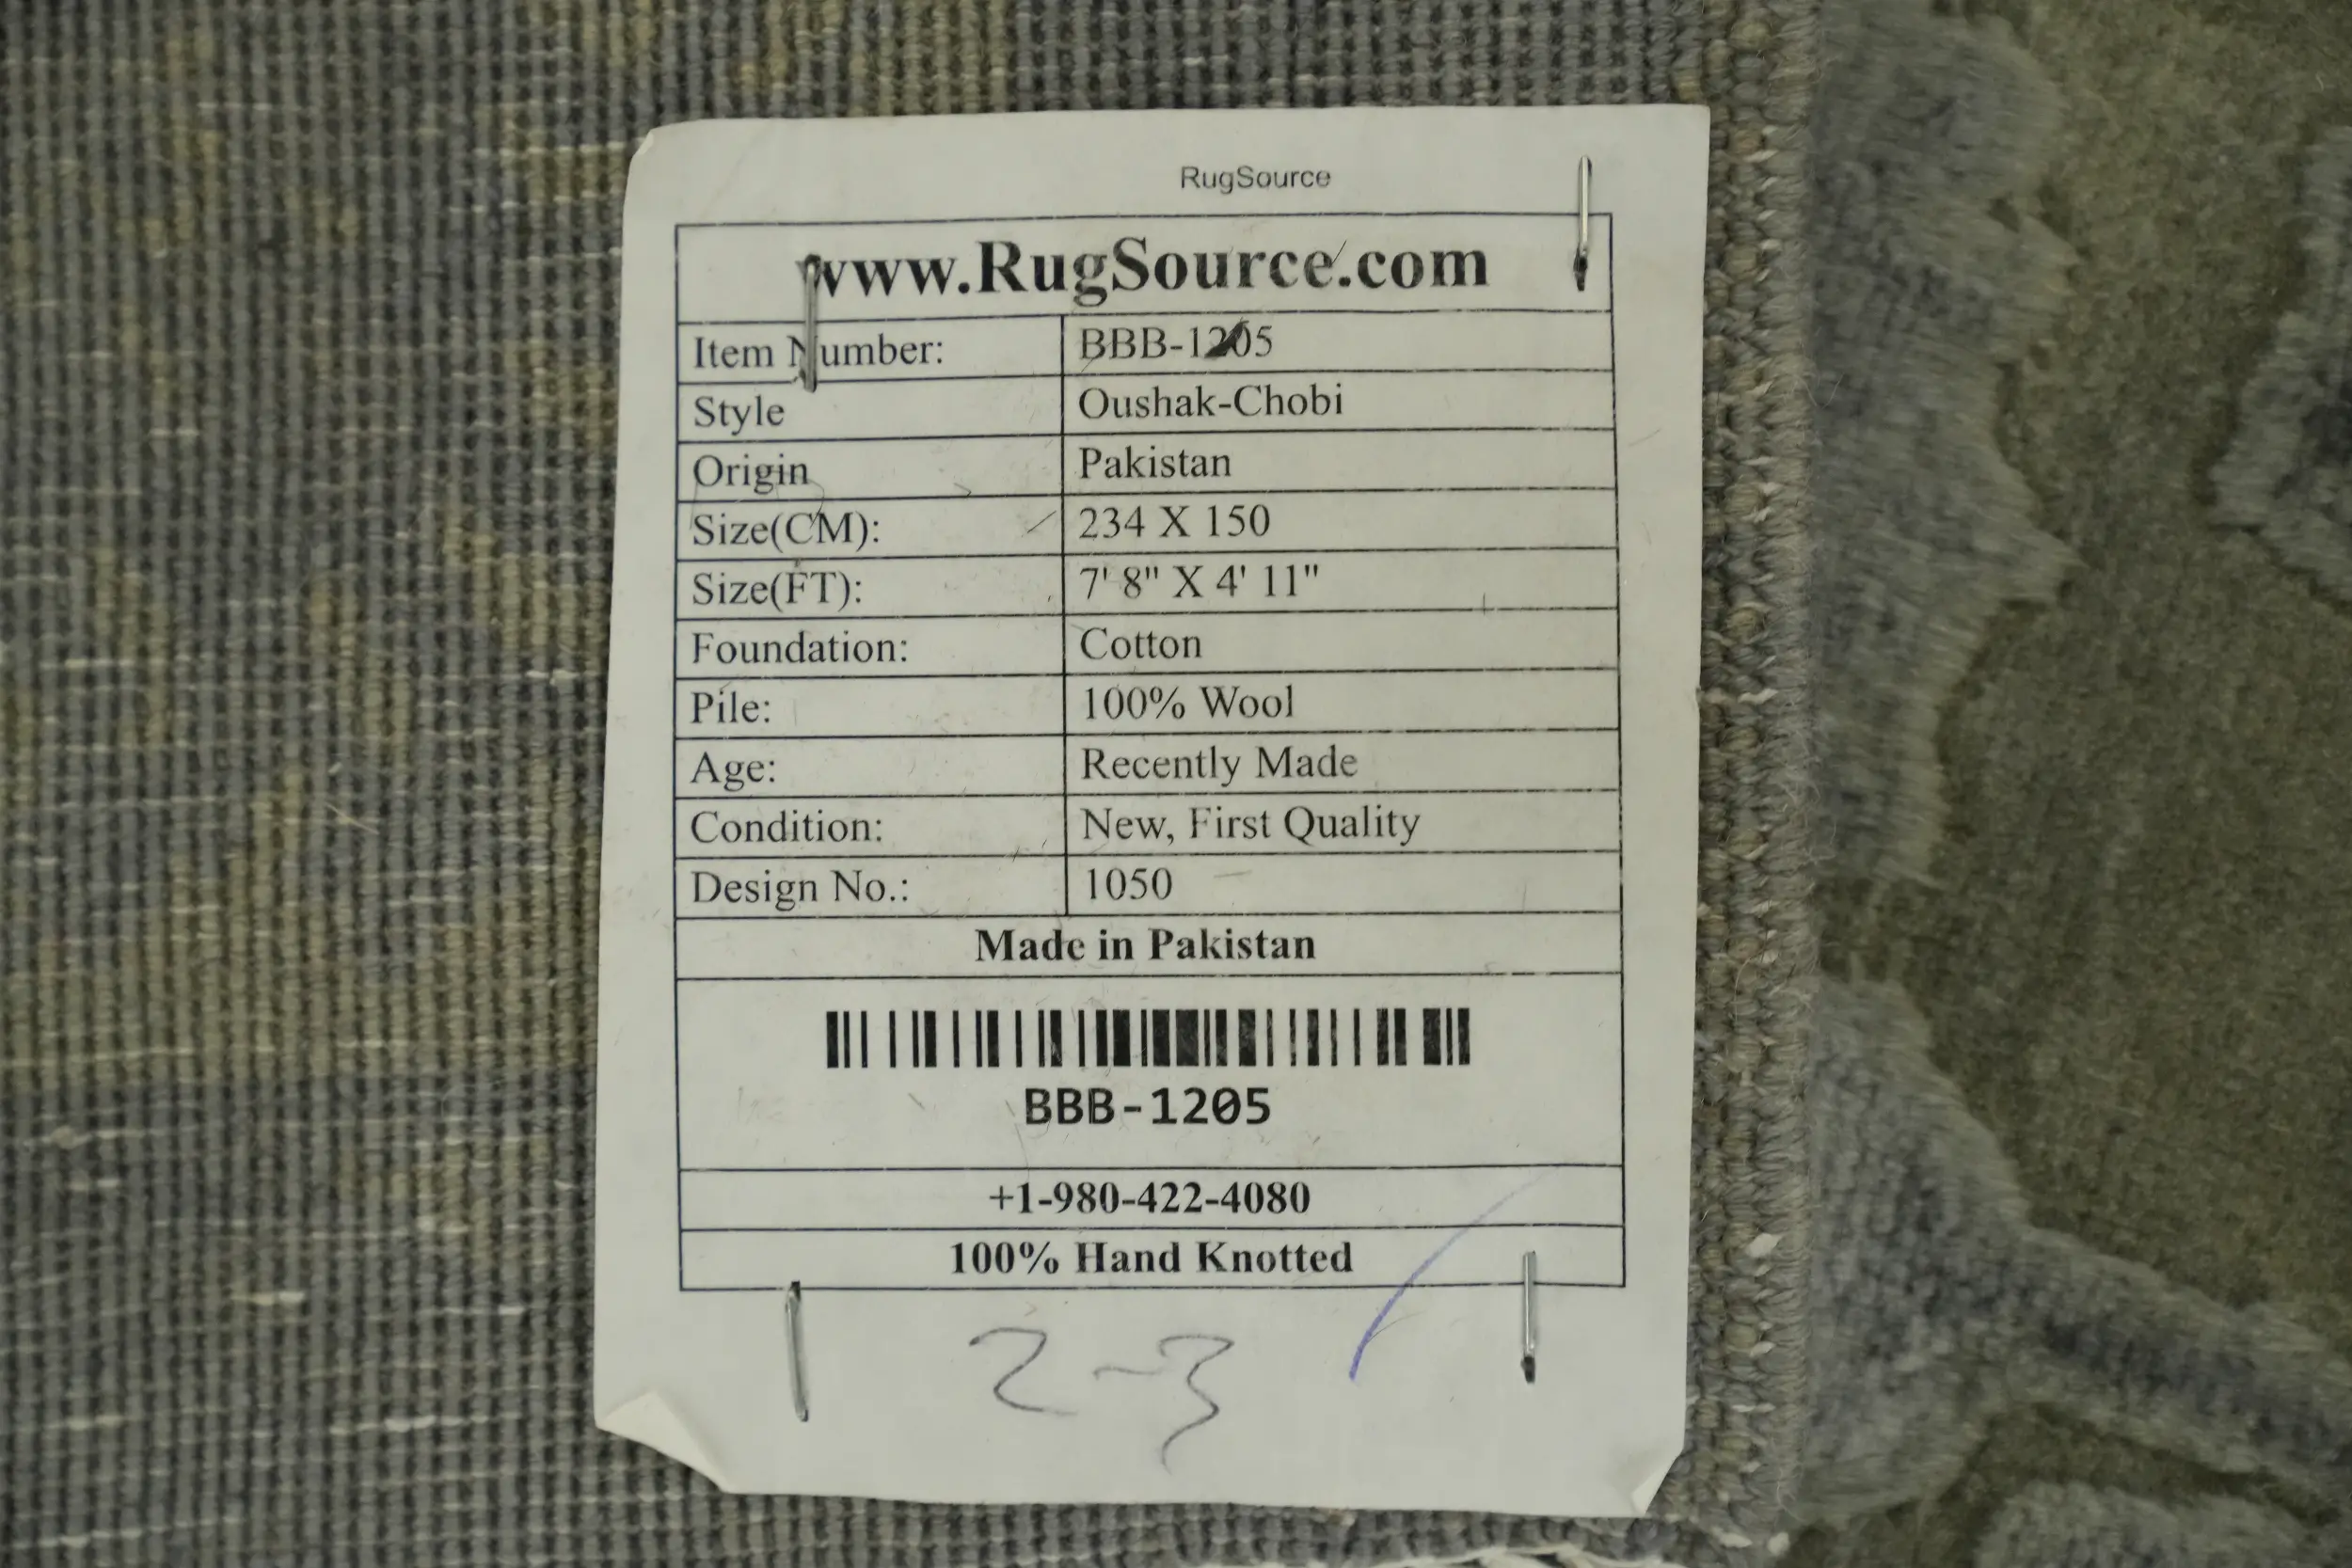 RugSource
www.RugSource.com
Item Number: BBB-1205
Style Oushak-Chobi
Origin Pakistan
Size(CM): 234 X 150
Size(FT): 7' 8" X 4' 11"
Foundation: Cotton
Pile: 100% Wool
Age: Recently Made
Condition: New, First Quality
Design No.: 1050
Made in Pakistan
BBB-1205
+1-980-422-4080
100% Hand Knotted
2-3